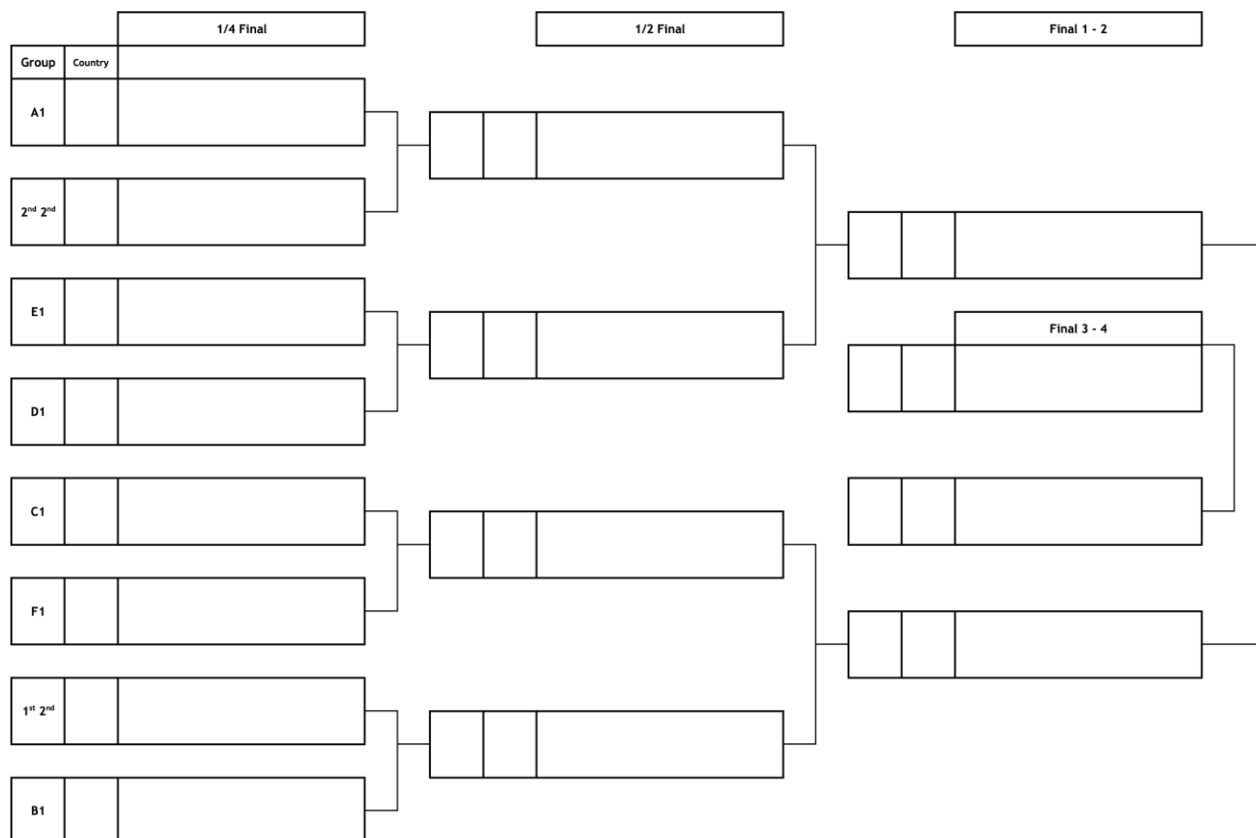 1/4 Final
1/2 Final
Final 1 - 2
Group Country
A1
2nd 2nd
E1
Final 3 - 4
D1
C1
F1
1st 2nd
B1